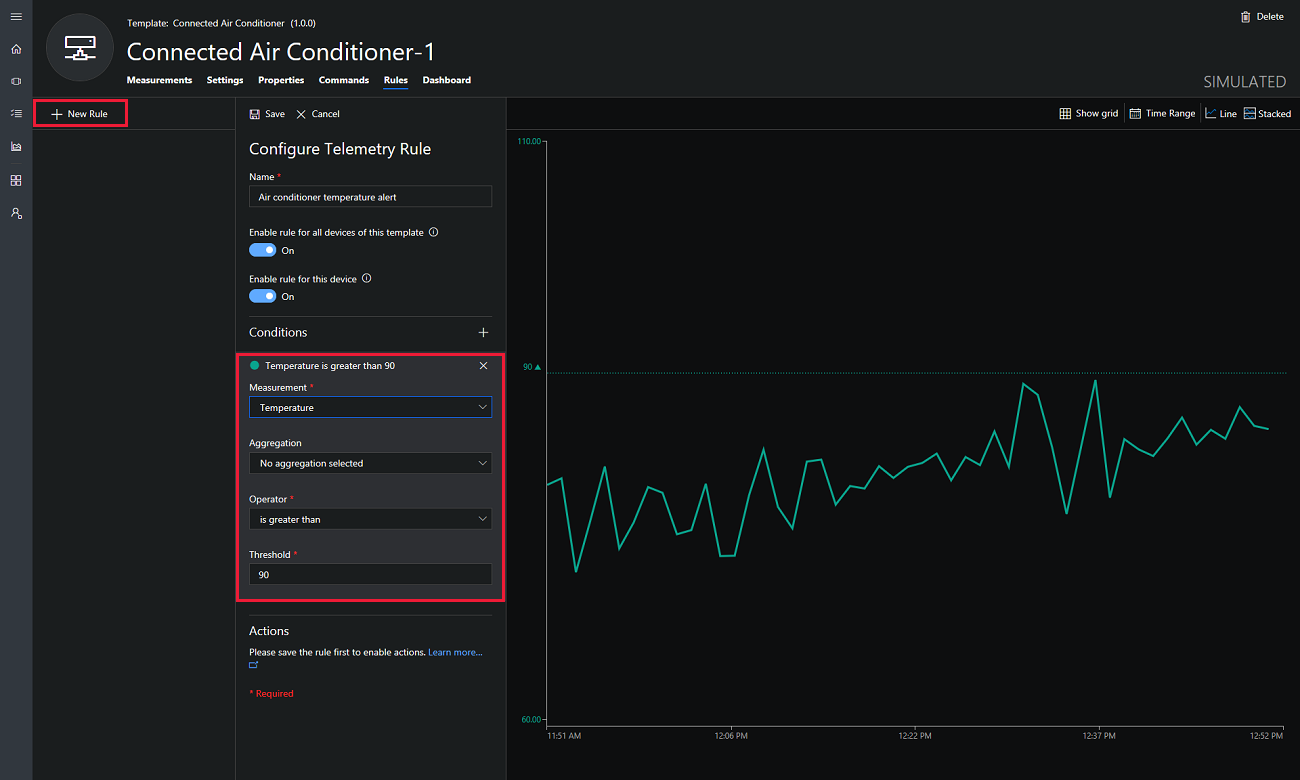 Template: Connected Air Conditioner (1.0.0)
Delete
Connected Air Conditioner-1
Measurements Settings Properties Commands Rules Dashboard
SIMULATED
New Rule
Save Cancel
Show grid Time Range Line Stacked
Configure Telemetry Rule
Name *
Air conditioner temperature alert
Enable rule for all devices of this template
On
Enable rule for this device
On
Conditions
Temperature is greater than 90
Measurement *
Temperature
Aggregation
No aggregation selected
Operator *
is greater than
Threshold *
90
Actions
Please save the rule first to enable actions. Learn more...
* Required
110.00
90
60.00
11:51 AM 12:06 PM 12:22 PM 12:37 PM 12:52 PM